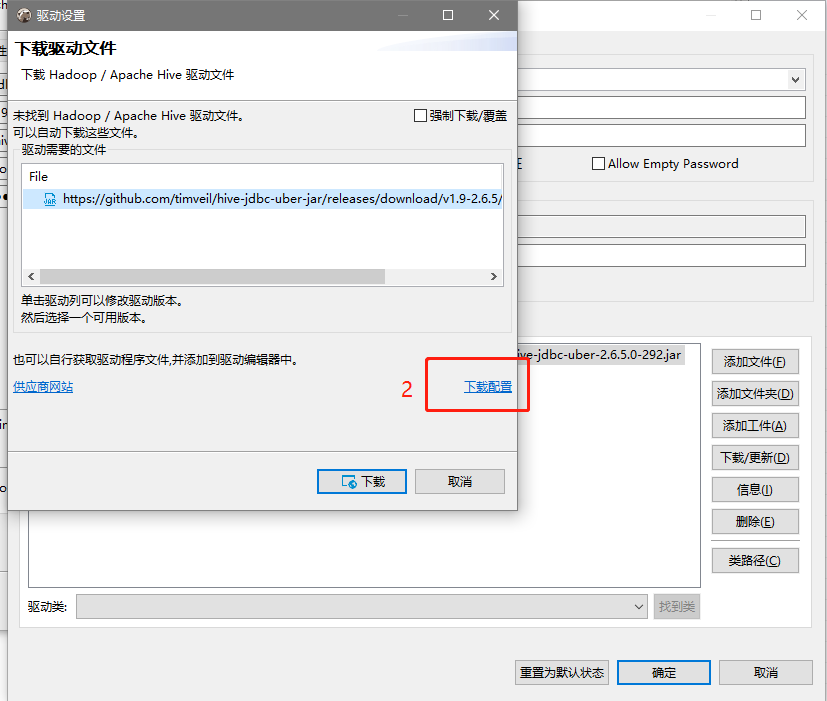 驱动设置
下载驱动文件
下载 Hadoop / Apache Hive 驱动文件
未找到 Hadoop / Apache Hive 驱动文件。
可以自动下载这些文件。
强制下载/覆盖
驱动需要的文件
File
https://github.com/timveil/hive-jdbc-uber-jar/releases/download/v1.9-2.6.5/
单击驱动列可以修改驱动版本。
然后选择一个可用版本。
也可以自行获取驱动程序文件,并添加到驱动编辑器中。
供应商网站
2
下载配置
下载
取消
Allow Empty Password
ive-jdbc-uber-2.6.5.0-292.jar
添加文件(F)
添加文件夹(D)
添加工件(A)
下载/更新(D)
信息(I)
删除(E)
类路径(C)
驱动类:
找到类
重置为默认状态
确定
取消